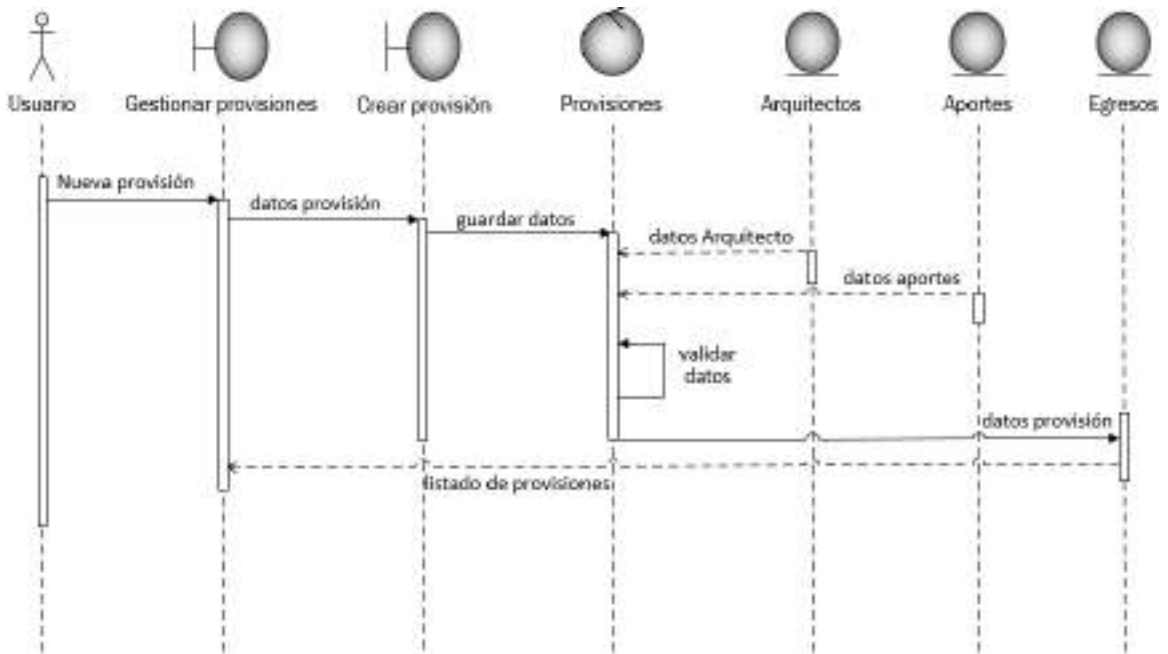 Usuario
Gestionar provisiones
Crear provisión
Provisiones
Arquitectos
Aportes
Egresos
Nueva provisión
datos provisión
guardar datos
datos Arquitecto
datos aportes
validar
datos
datos provisión
listado de provisiones